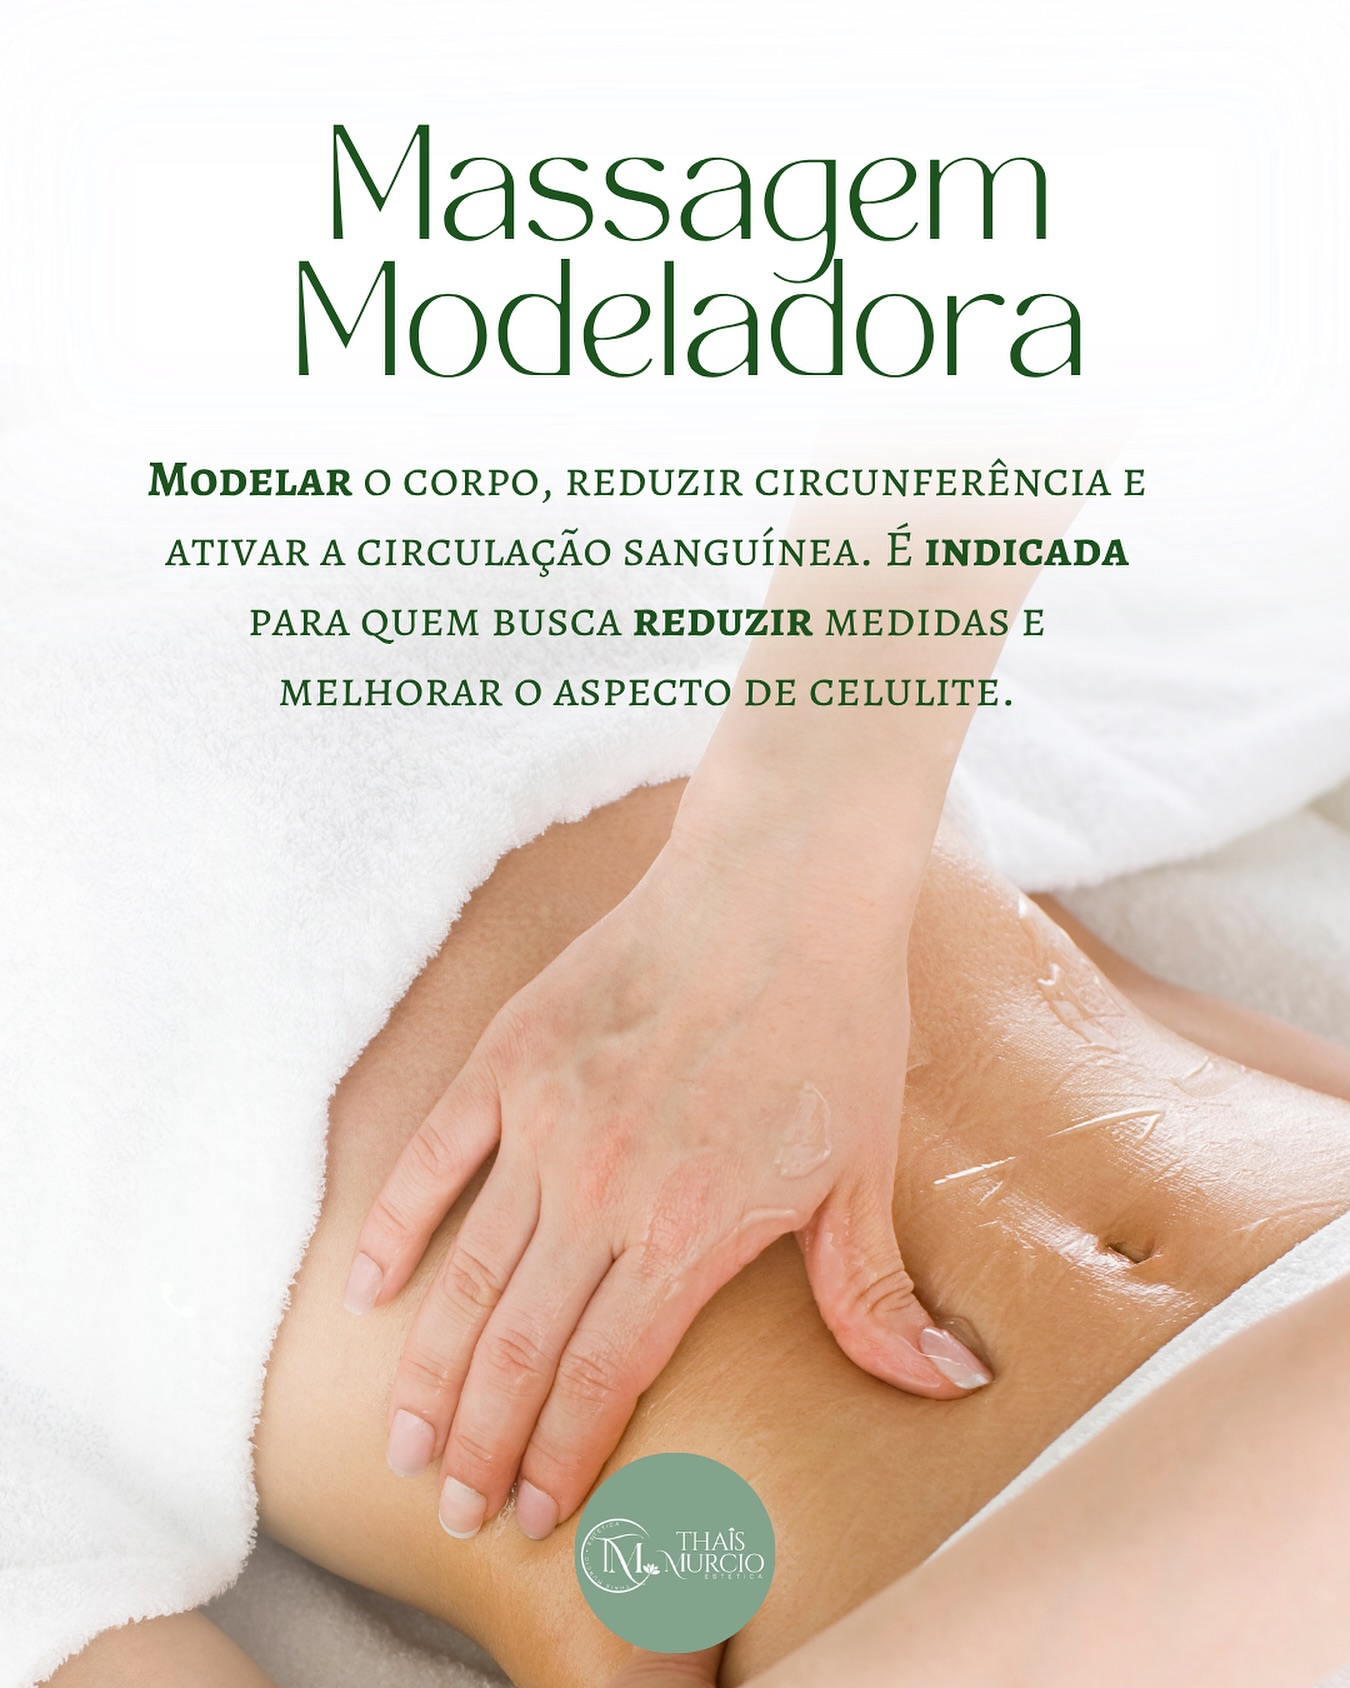 Massagem
Modeladora
Modelar o corpo, reduzir circunferência e
ativar a circulação sanguínea. É indicada
para quem busca reduzir medidas e
melhorar o aspecto de celulite.
TM
THAÍS
MURCIO
ESTÉTICA